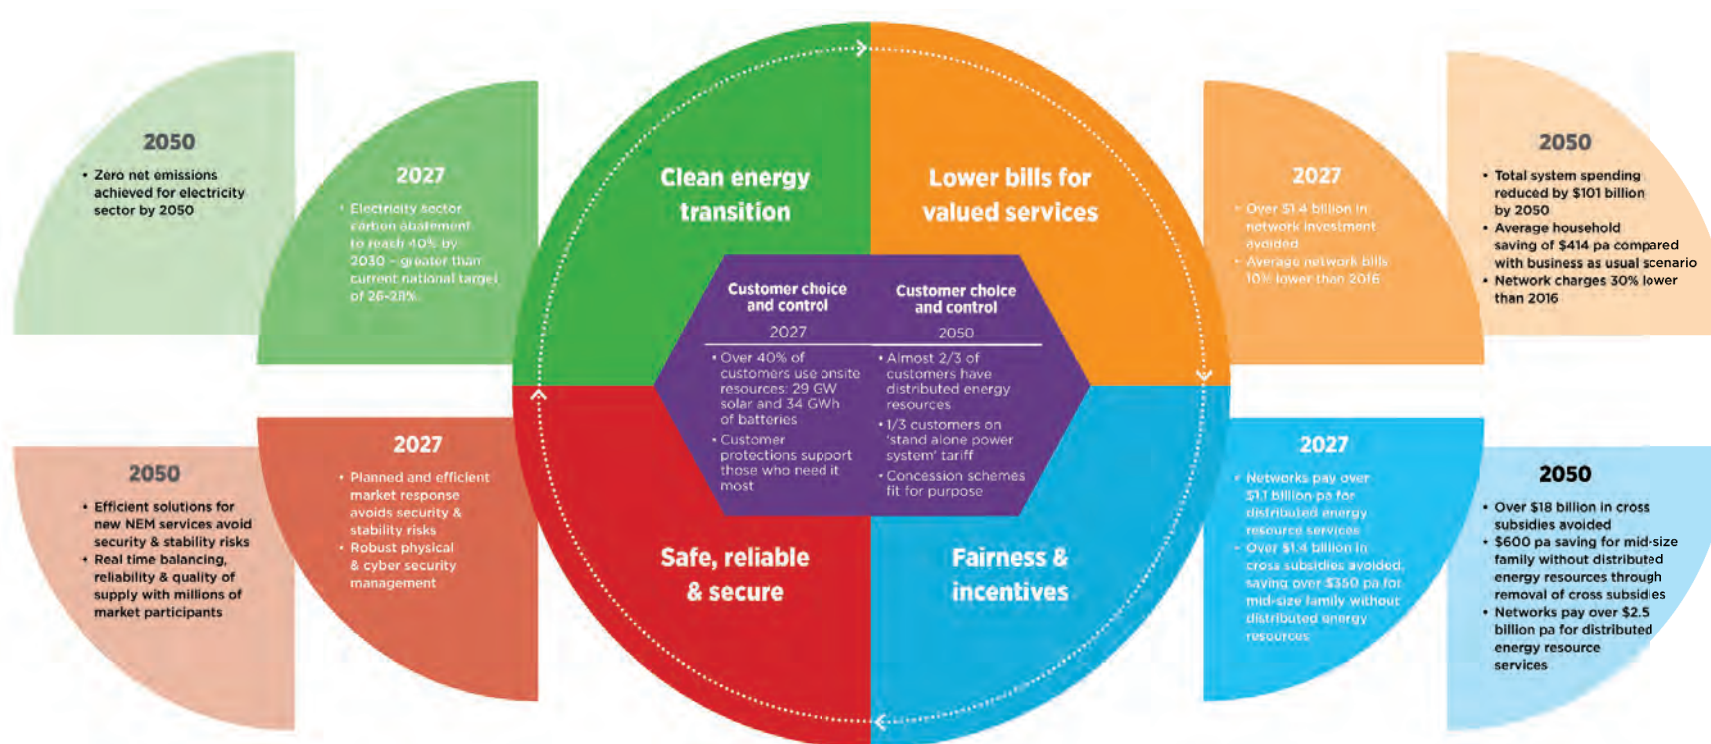 2050
• Zero net emissions
achieved for electricity
sector by 2050
2027
• Electricity sector
carbon abatement
to reach 40% by
2030 – greater than
current national target
of 26-28%.
Clean energy
transition
Lower bills for
valued services
2027
• Over $1.4 billion in
network investment
avoided
• Average network bills
10% lower than 2016
2050
• Total system spending
reduced by $101 billion
by 2050
• Average household
saving of $414 pa compared
with business as usual scenario
• Network charges 30% lower
than 2016
Customer choice
and control
2027
• Over 40% of
customers use onsite
resources: 29 GW
solar and 34 GWh
of batteries
• Customer
protections support
those who need it
most
Customer choice
and control
2050
• Almost 2/3 of
customers have
distributed energy
resources
• 1/3 customers on
‘stand alone power
system’ tariff
• Concession schemes
fit for purpose
2050
• Efficient solutions for
new NEM services avoid
security & stability risks
• Real time balancing,
reliability & quality of
supply with millions of
market participants
2027
• Planned and efficient
market response
avoids security &
stability risks
• Robust physical
& cyber security
management
Safe, reliable
& secure
Fairness &
incentives
2027
• Networks pay over
$1.1 billion pa for
distributed energy
resource services
• Over $1.4 billion in
cross subsidies avoided,
saving over $350 pa for
mid-size family without
distributed energy
resources
2050
• Over $18 billion in cross
subsidies avoided
• $600 pa saving for mid-size
family without distributed
energy resources through
removal of cross subsidies
• Networks pay over $2.5
billion pa for distributed
energy resource
services